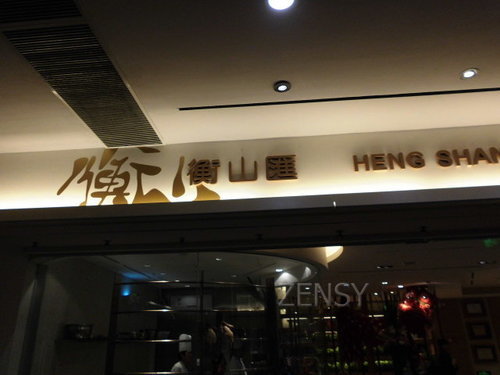 衡山匯 HENG SHAN
ZENSY